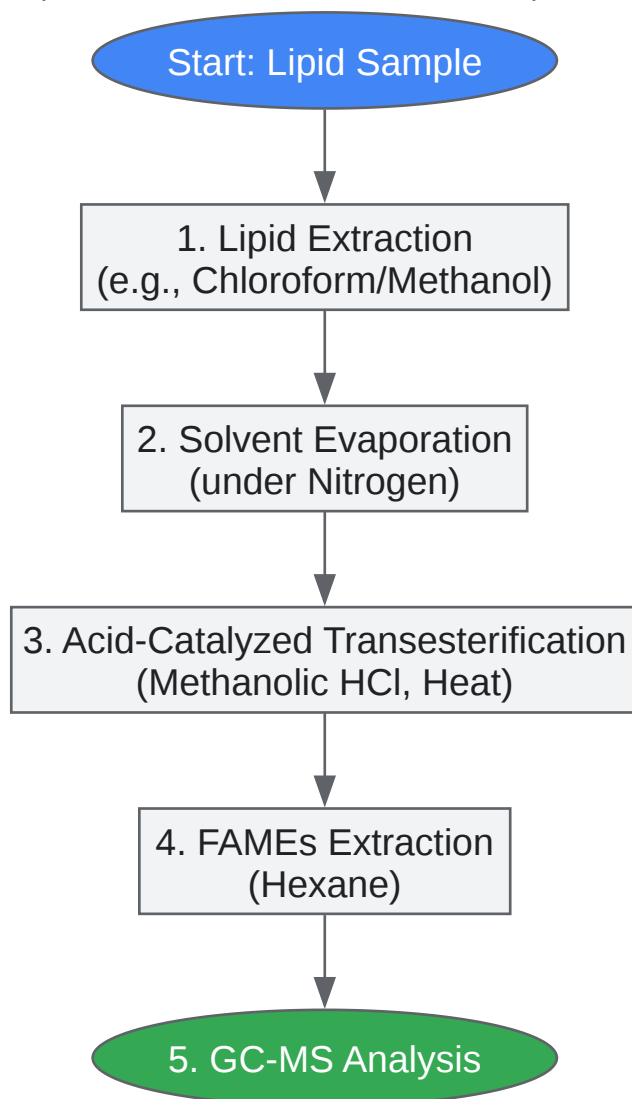 Start: Lipid Sample
1. Lipid Extraction
(e.g., Chloroform/Methanol)
2. Solvent Evaporation
(under Nitrogen)
3. Acid-Catalyzed Transesterification
(Methanolic HCl, Heat)
4. FAMEs Extraction
(Hexane)
5. GC-MS Analysis